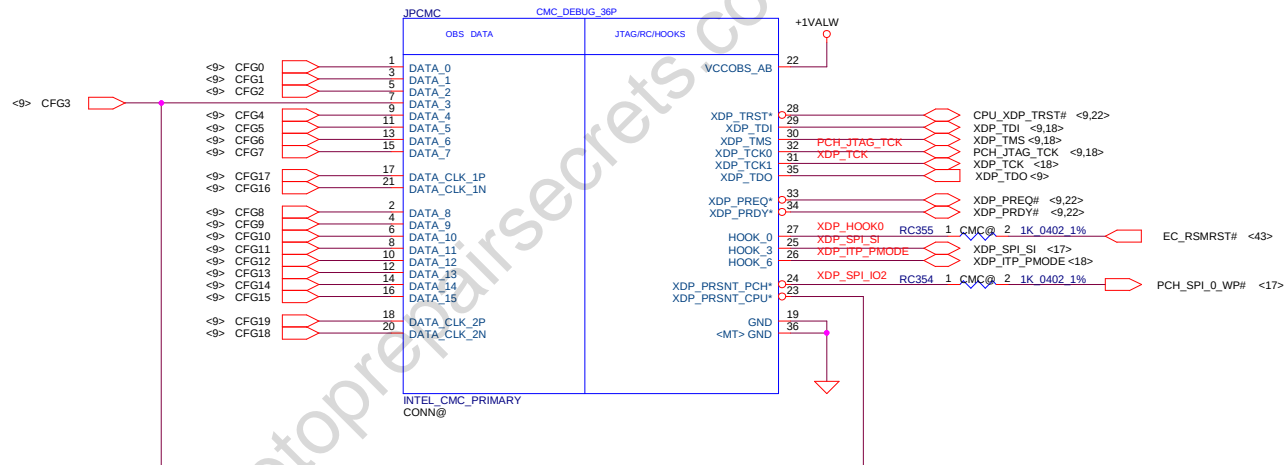 JPCMC CMC_DEBUG_36P
OBS DATA JTAG/RC/HOOKS
+1VALW
<9> CFG0 1 DATA_0 VCCOBS_AB 22
<9> CFG1 3 DATA_1
<9> CFG2 5 DATA_2
<9> CFG3 7 DATA_3
<9> CFG4 9 DATA_4 XDP_TRST* 28 CPU_XDP_TRST# <9,22>
<9> CFG5 11 DATA_5 XDP_TDI 29 XDP_TDI <9,18>
<9> CFG6 13 DATA_6 XDP_TMS 30 XDP_TMS <9,18>
<9> CFG7 15 DATA_7 XDP_TCK0 32 PCH_JTAG_TCK PCH_JTAG_TCK <9,18>
XDP_TCK1 31 XDP_TCK XDP_TCK <18>
<9> CFG17 17 DATA_CLK_1P XDP_TDO 35 XDP_TDO <9>
<9> CFG16 21 DATA_CLK_1N
XDP_PREQ* 33 XDP_PREQ# <9,22>
<9> CFG8 2 DATA_8 XDP_PRDY* 34 XDP_PRDY# <9,22>
<9> CFG9 4 DATA_9
<9> CFG10 6 DATA_10 HOOK_0 27 XDP_HOOK0 RC355 1 CMC@ 2 1K_0402_1% EC_RSMRST# <43>
<9> CFG11 8 DATA_11 HOOK_3 25 XDP_SPI_SI XDP_SPI_SI <17>
<9> CFG12 10 DATA_12 HOOK_6 26 XDP_ITP_PMODE XDP_ITP_PMODE <18>
<9> CFG13 12 DATA_13
<9> CFG14 14 DATA_14 XDP_PRSNT_PCH* 24 XDP_SPI_IO2 RC354 1 CMC@ 2 1K_0402_1% PCH_SPI_0_WP# <17>
<9> CFG15 16 DATA_15 XDP_PRSNT_CPU* 23
<9> CFG19 18 DATA_CLK_2P GND 19
<9> CFG18 20 DATA_CLK_2N <MT> GND 36
INTEL_CMC_PRIMARY
CONN@
toprepairsecrets.co